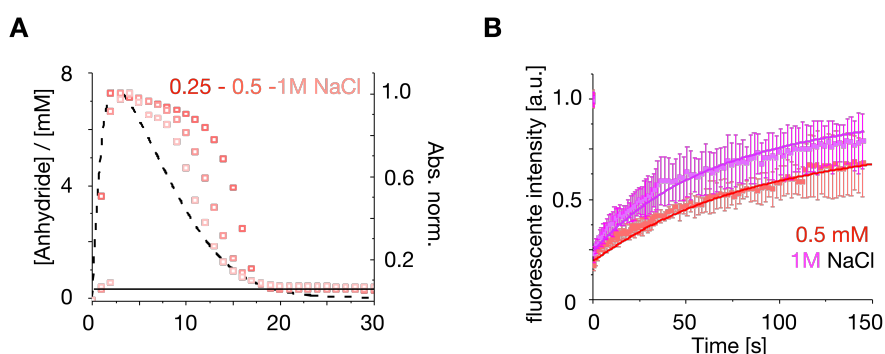 A
8
4
0
[Anhydride] / [mM]
0.25 - 0.5 -1M NaCl
1.0
0.6
0.2
Abs. norm.
0
10
20
30
B
1.0
0.5
0
fluorescente intensity [a.u.]
0.5 mM
1M NaCl
0
50
100
150
Time [s]